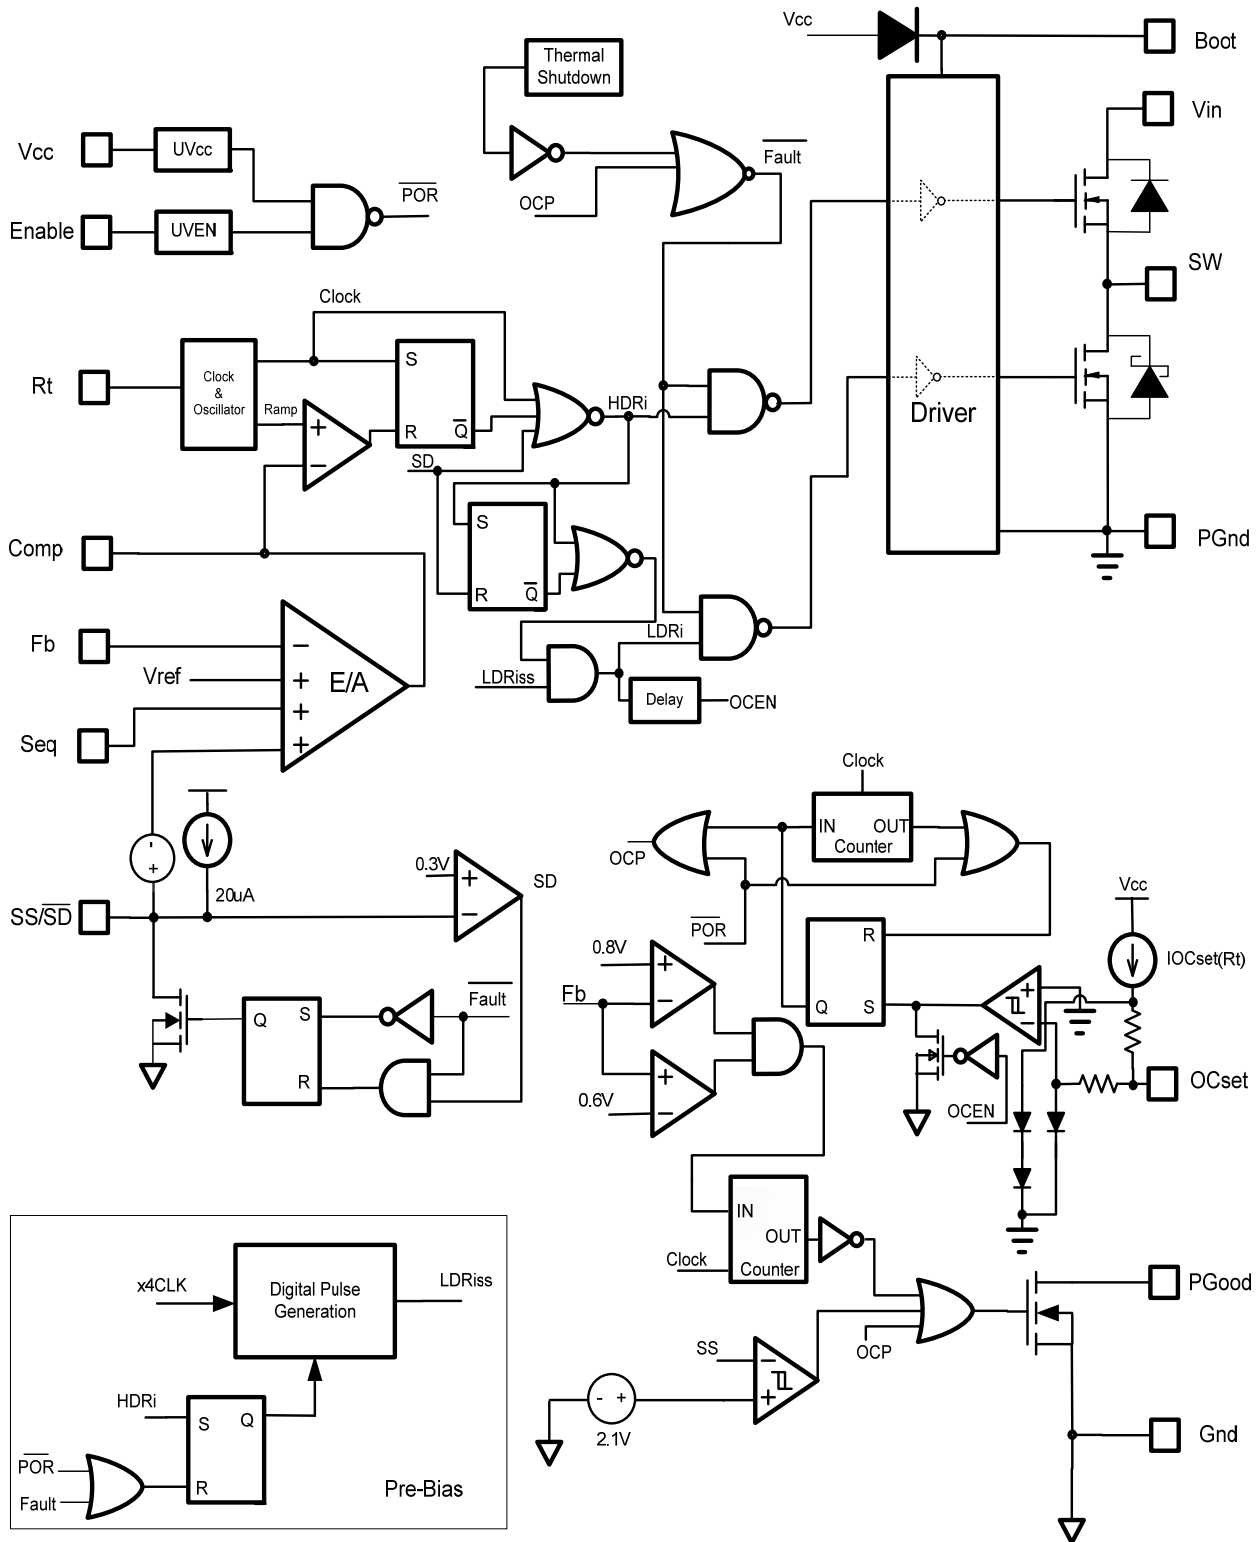 Vcc
Boot
Thermal
Shutdown
Vin
Vcc
UVcc
POR
Fault
OCP
Enable
UVEN
SW
Clock
Rt
Clock
&
Oscillator
Ramp
+
−
S
R
Q
HDRi
SD
Driver
S
R
Q
Comp
PGnd
Fb
Vref
Seq
−
+
+
+
E/A
LDRi
LDRiss
Delay
OCEN
Clock
IN
OUT
Counter
OCP
-
+
20uA
0.3V
+
−
SD
SS/SD
POR
R
Q
S
Vcc
IOCset(Rt)
0.8V
+
−
Fb
+
−
Fault
Q
S
R
+
−
0.6V
OCEN
OCset
IN
OUT
Counter
Clock
x4CLK
Digital Pulse
Generation
LDRiss
PGood
SS
−
+
OCP
HDRi
S
Q
R
- +
2.1V
Gnd
POR
Fault
Pre-Bias